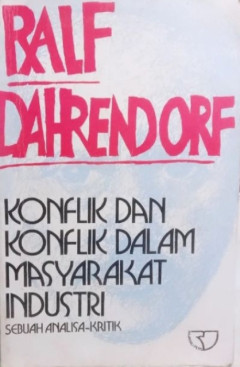 RALF
DAHRENDORF
KONFLIK DAN
KONFLIK DALAM
MASYARAKAT
INDUSTRI
SEBUAH ANALISA-KRITIK